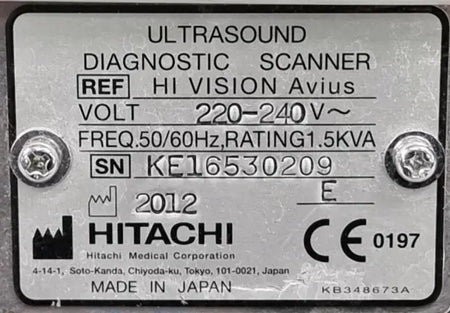 ULTRASOUND
DIAGNOSTIC SCANNER
REF HI VISION Avius
VOLT 220-240V~
FREQ.50/60Hz,RATING1.5KVA
SN KE16530209
2012 E
HITACHI CE 0197
Hitachi Medical Corporation
4-14-1, Soto-Kanda, Chiyoda-ku, Tokyo, 101-0021, Japan
MADE IN JAPAN KB348673A